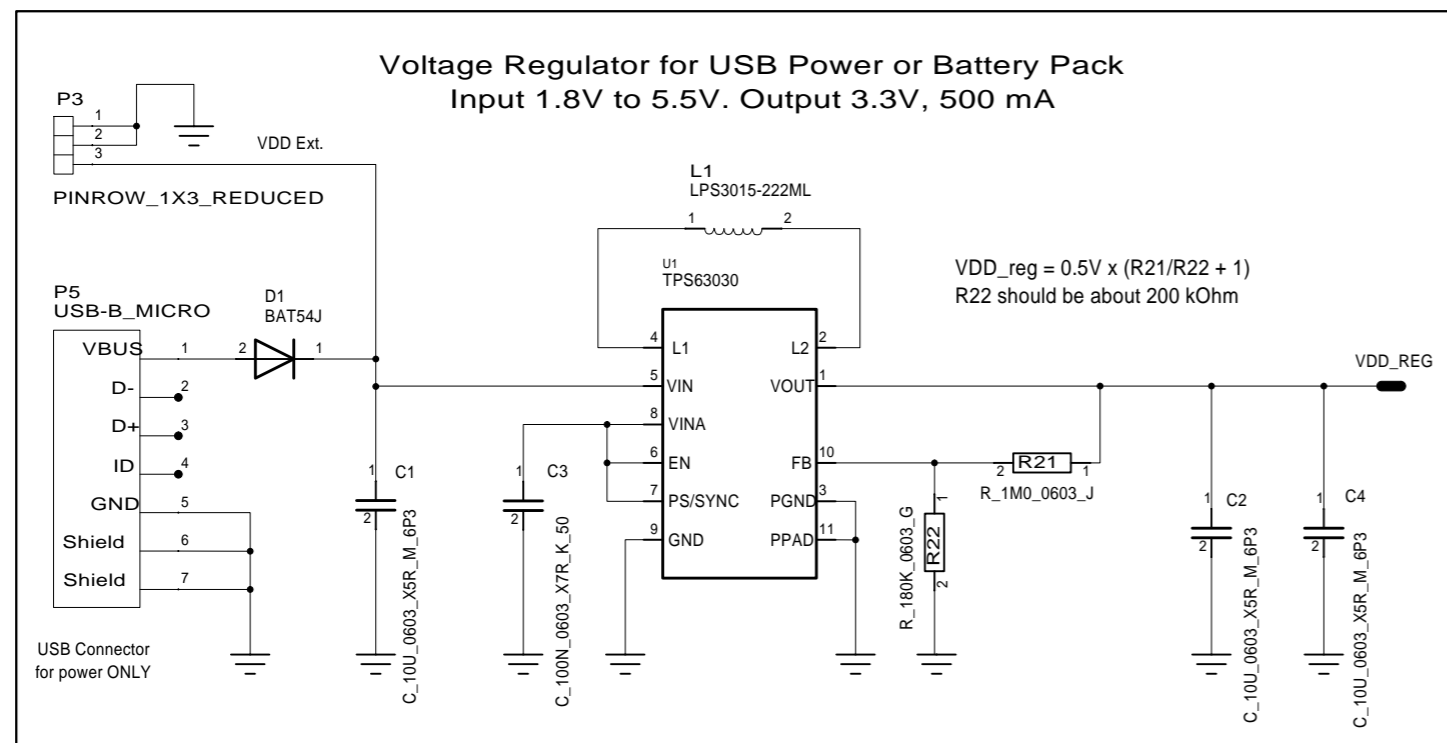 Voltage Regulator for USB Power or Battery Pack
Input 1.8V to 5.5V. Output 3.3V, 500 mA
P3
1
2
3
VDD Ext.
PINROW_1X3_REDUCED
L1
LPS3015-222ML
1
2
U1
TPS63030
VDD_reg = 0.5V x (R21/R22 + 1)
R22 should be about 200 kOhm
P5
USB-B_MICRO
D1
BAT54J
VBUS 1
2 1
D- 2
D+ 3
ID 4
GND 5
Shield 6
Shield 7
USB Connector
for power ONLY
4 L1
5 VIN
8 VINA
6 EN
7 PS/SYNC
9 GND
L2 2
VOUT 1
FB 10
PGND 3
PPAD 11
VDD_REG
1
C1
2
C_10U_0603_X5R_M_6P3
1
C3
2
C_100N_0603_X7R_K_50
2 R21 1
R_1M0_0603_J
1
R22
2
R_180K_0603_G
1
C2
2
C_10U_0603_X5R_M_6P3
1
C4
2
C_10U_0603_X5R_M_6P3